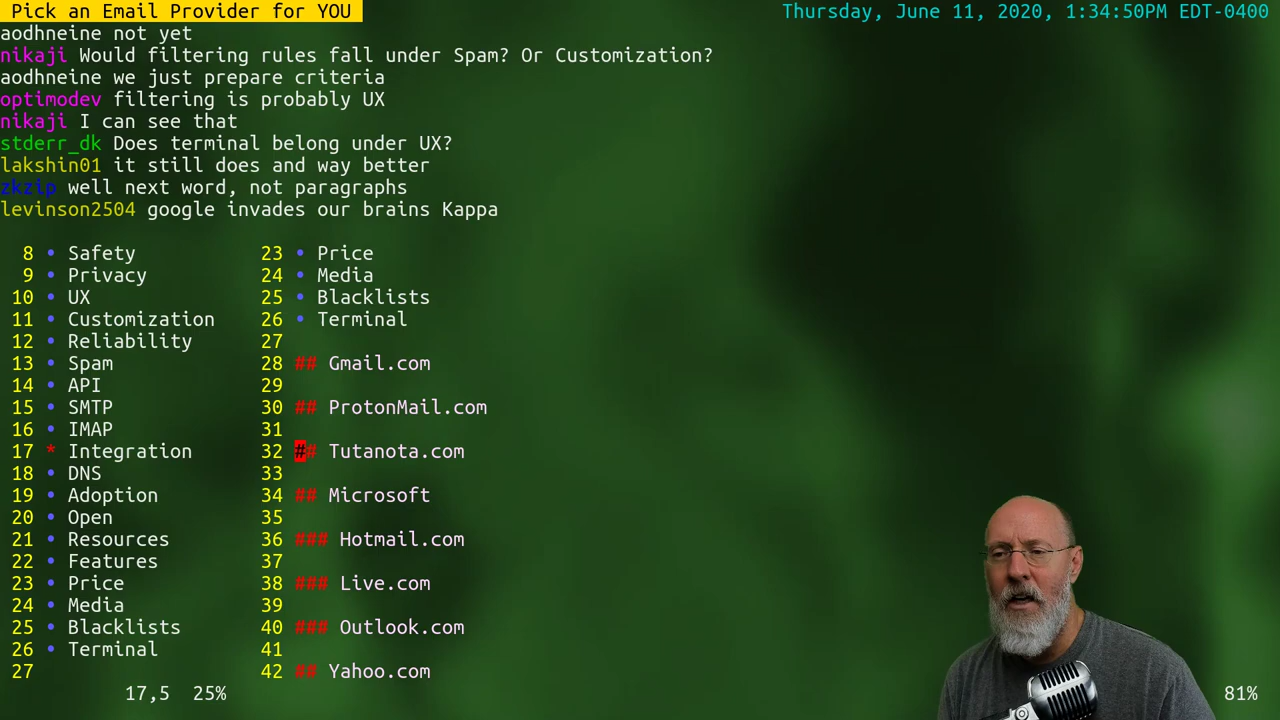 Pick an Email Provider for YOU
Thursday, June 11, 2020, 1:34:50PM EDT-0400
aodhneine not yet
nikaji Would filtering rules fall under Spam? Or Customization?
aodhneine we just prepare criteria
optimodev filtering is probably UX
nikaji I can see that
stderr_dk Does terminal belong under UX?
lakshin01 it still does and way better
zkzip well next word, not paragraphs
levinson2504 google invades our brains Kappa
8 • Safety
9 • Privacy
10 • UX
11 • Customization
12 • Reliability
13 • Spam
14 • API
15 • SMTP
16 • IMAP
17 * Integration
18 • DNS
19 • Adoption
20 • Open
21 • Resources
22 • Features
23 • Price
24 • Media
25 • Blacklists
26 • Terminal
27
17,5 25%
23 • Price
24 • Media
25 • Blacklists
26 • Terminal
27
28 ## Gmail.com
29
30 ## ProtonMail.com
31
32 ## Tutanota.com
33
34 ## Microsoft
35
36 ### Hotmail.com
37
38 ### Live.com
39
40 ### Outlook.com
41
42 ## Yahoo.com
81%